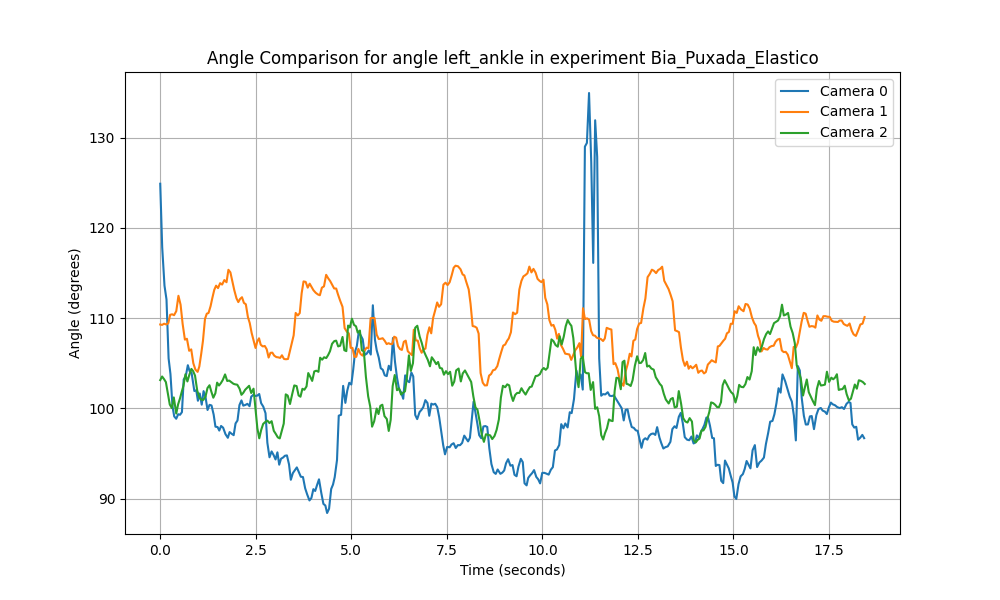 Angle Comparison for angle left_ankle in experiment Bia_Puxada_Elastico
Camera 0
Camera 1
Camera 2
Angle (degrees)
130
120
110
100
90
0.0 2.5 5.0 7.5 10.0 12.5 15.0 17.5
Time (seconds)